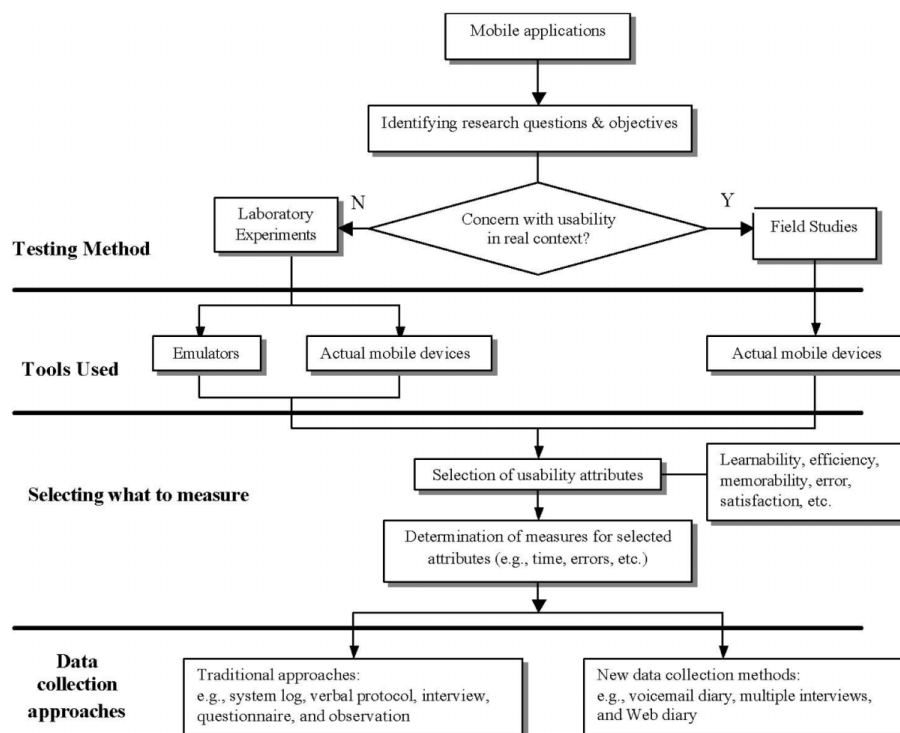 Mobile applications
Identifying research questions & objectives
N
Y
Laboratory
Experiments
Concern with usability
in real context?
Field Studies
Testing Method
Emulators
Actual mobile devices
Actual mobile devices
Tools Used
Selection of usability attributes
Learnability, efficiency,
memorability, error,
satisfaction, etc.
Selecting what to measure
Determination of measures for selected
attributes (e.g., time, errors, etc.)
Data
collection
approaches
Traditional approaches:
e.g., system log, verbal protocol, interview,
questionnaire, and observation
New data collection methods:
e.g., voicemail diary, multiple interviews,
and Web diary